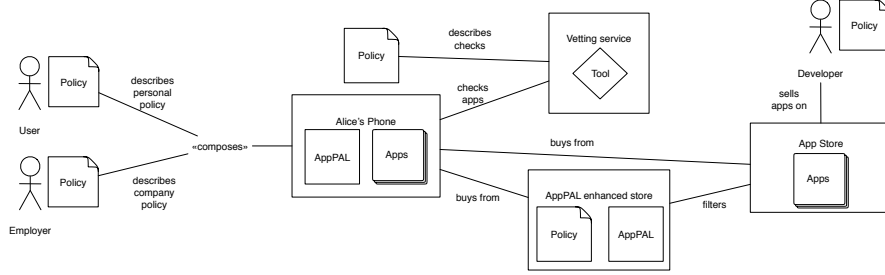 Policy
User
describes
personal
policy
Policy
Employer
describes
company
policy
«composes»
Policy
describes
checks
Vetting service
Tool
checks
apps
Alice's Phone
AppPAL
Apps
buys from
buys from
AppPAL enhanced store
Policy
AppPAL
filters
Policy
Developer
sells
apps on
App Store
Apps